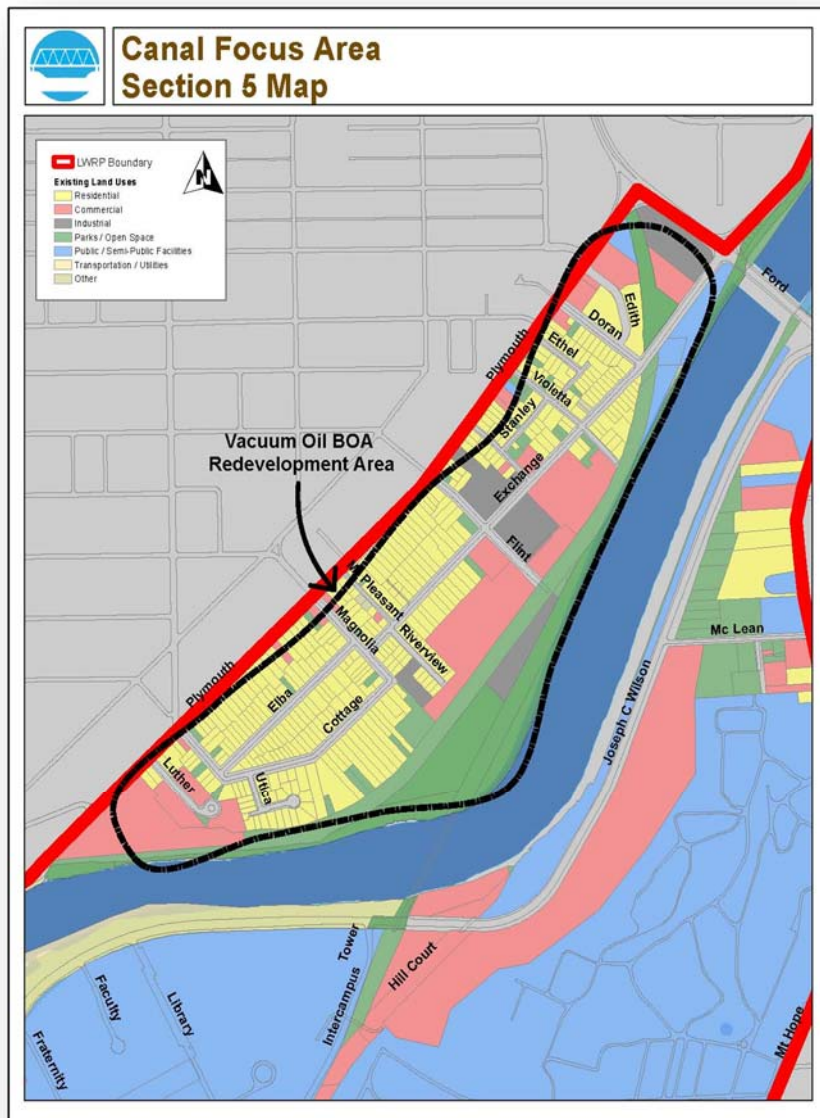 Canal Focus Area
Section 5 Map
LWRP Boundary
N
Existing Land Uses
Residential
Commercial
Industrial
Parks / Open Space
Public / Semi-Public Facilities
Transportation / Utilities
Other
Ford
Edith
Doran
Plymouth
Ethel
Violetta
Stanley
Vacuum Oil BOA
Redevelopment Area
Exchange
Flint
Mt Pleasant
Magnolia
Riverview
Mc Lean
Plymouth
Elba
Cottage
Joseph C Wilson
Luther
Utica
Tower
Hill Court
Intercampus
Faculty
Library
Fraternity
Mt Hope